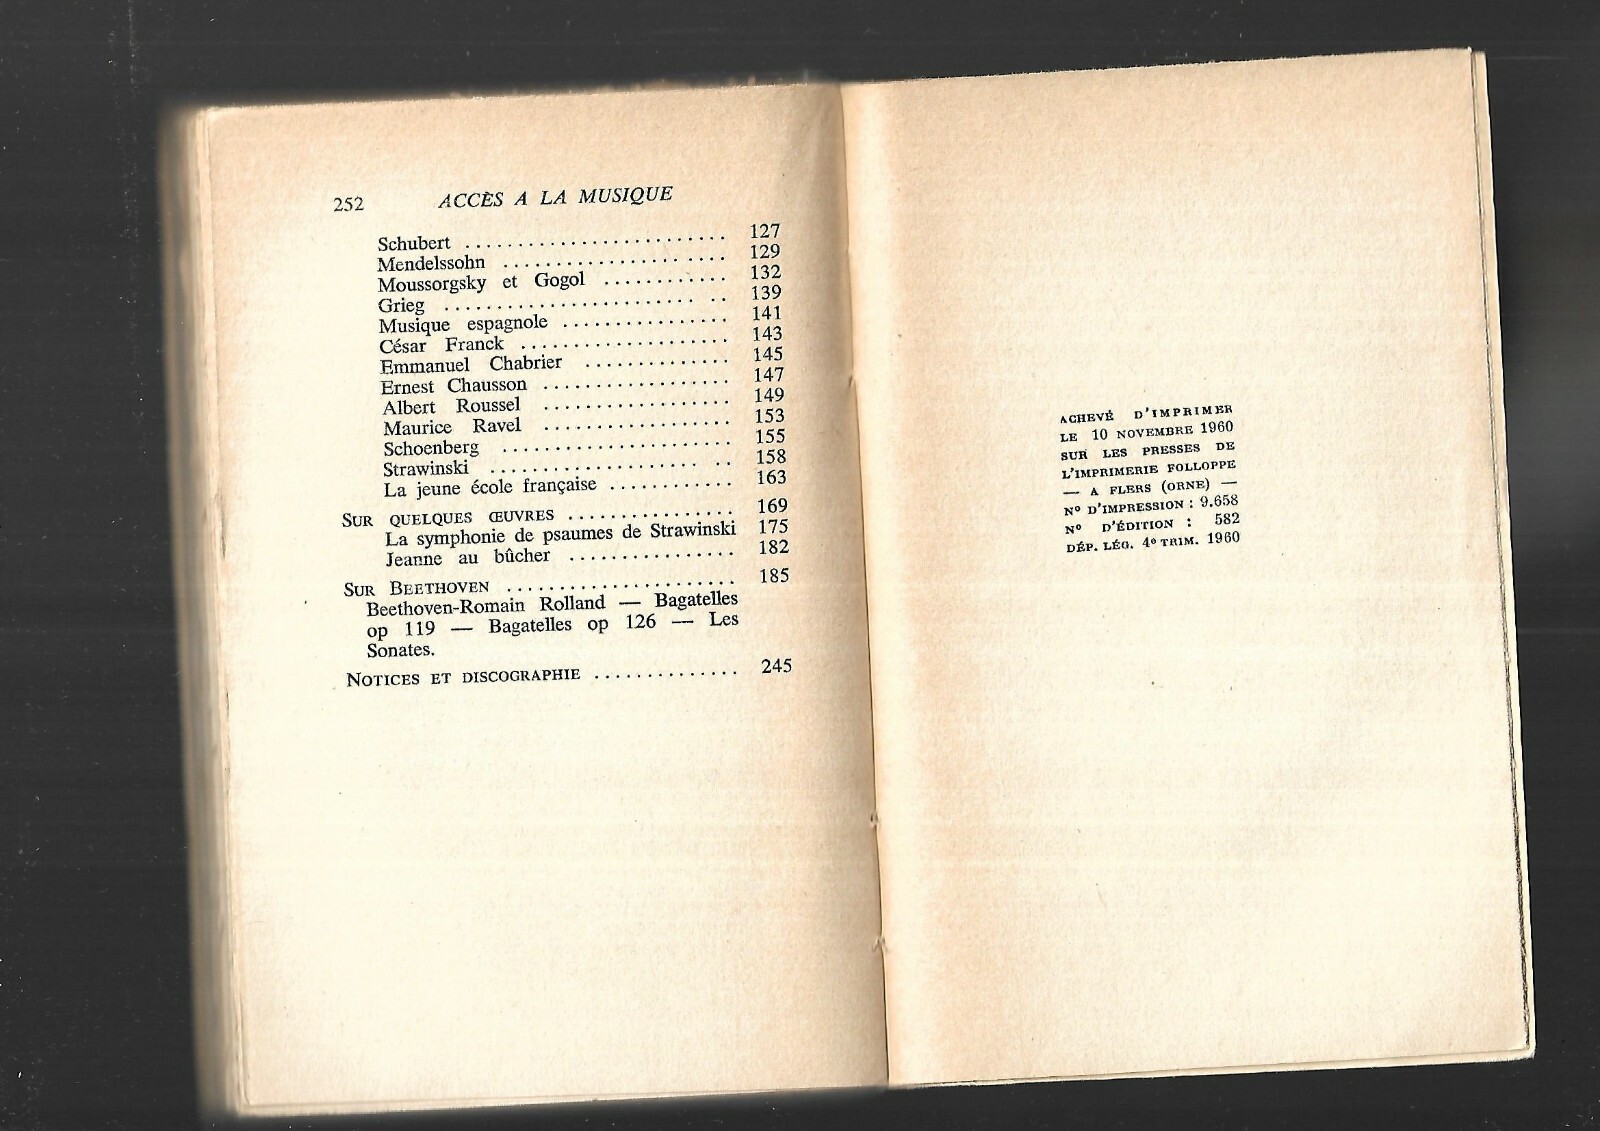 252 ACCÈS A LA MUSIQUE
Schubert ......................... 127
Mendelssohn ...................... 129
Moussorgsky et Gogol ............ 132
Grieg ........................ .. 139
Musique espagnole ................ 141
César Franck .................... 143
Emmanuel Chabrier .............. 145
Ernest Chausson .................. 147
Albert Roussel .................. 149
Maurice Ravel .................. 153
Schoenberg ...................... 155
Strawinski .................... .. 158
La jeune école française ............ 163
SUR QUELQUES ŒUVRES ................ 169
La symphonie de psaumes de Strawinski 175
Jeanne au bûcher ................ 182
SUR BEETHOVEN ...................... 185
Beethoven-Romain Rolland — Bagatelles
op 119 — Bagatelles op 126 — Les
Sonates.
NOTICES ET DISCOGRAPHIE .............. 245
ACHEVÉ D'IMPRIMER
LE 10 NOVEMBRE 1960
SUR LES PRESSES DE
L'IMPRIMERIE FOLLOPPE
— A FLERS (ORNE) —
Nº D'IMPRESSION : 9.658
Nº D'ÉDITION : 582
DÉP. LÉG. 4e TRIM. 1960